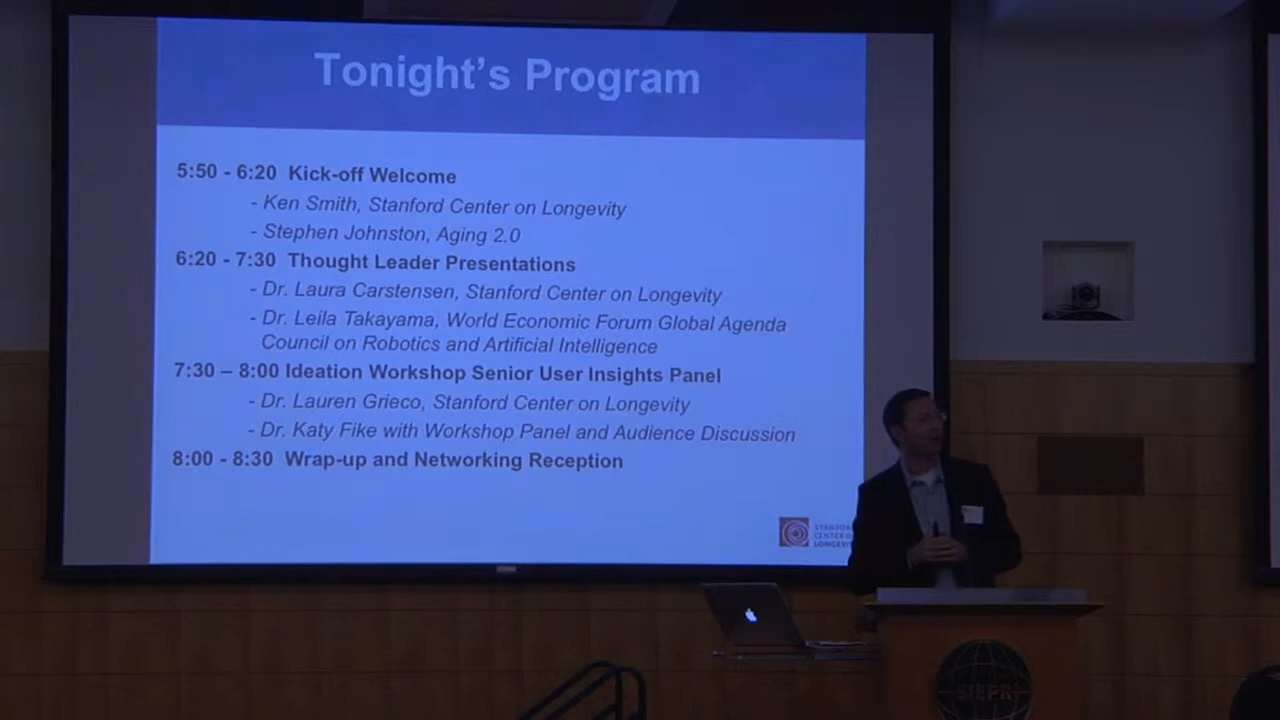 Tonight's Program
5:50 - 6:20 Kick-off Welcome
- Ken Smith, Stanford Center on Longevity
- Stephen Johnston, Aging 2.0
6:20 - 7:30 Thought Leader Presentations
- Dr. Laura Carstensen, Stanford Center on Longevity
- Dr. Leila Takayama, World Economic Forum Global Agenda
Council on Robotics and Artificial Intelligence
7:30 – 8:00 Ideation Workshop Senior User Insights Panel
- Dr. Lauren Grieco, Stanford Center on Longevity
- Dr. Katy Fike with Workshop Panel and Audience Discussion
8:00 - 8:30 Wrap-up and Networking Reception
SIEPR